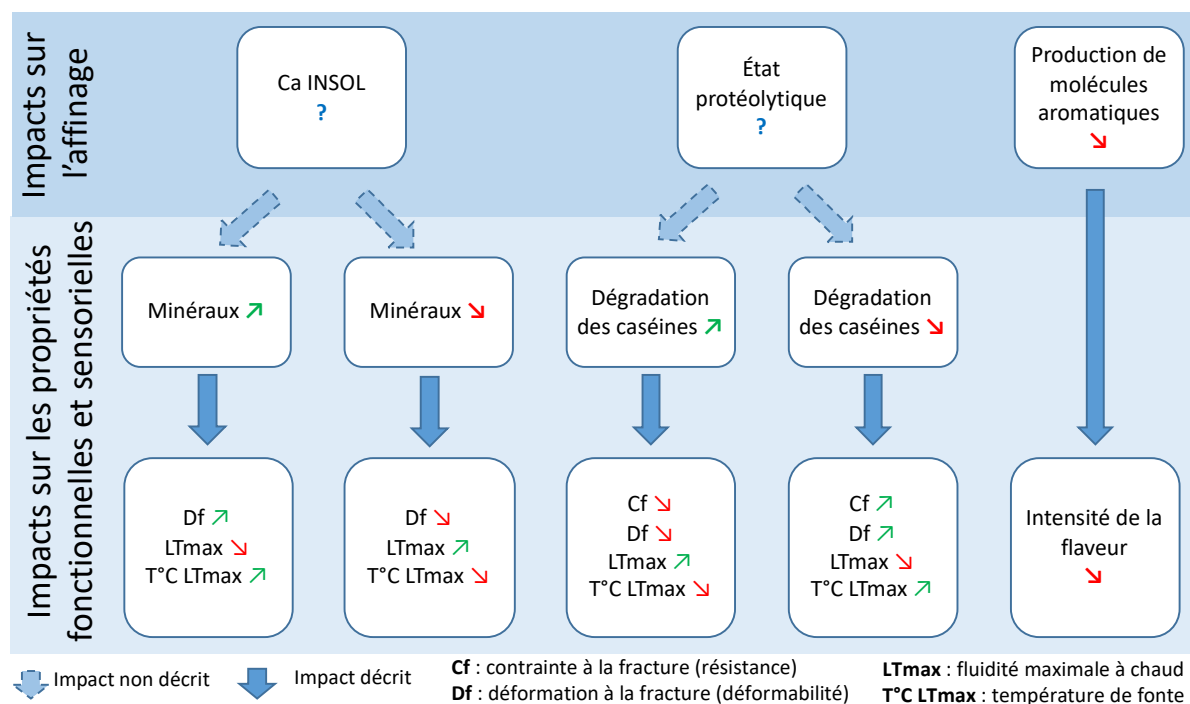 Impacts sur
l'affinage
Ca INSOL
?
État
protéolytique
?
Production de
molécules
aromatiques
↘
Impacts sur les propriétés
fonctionnelles et sensorielles
Minéraux ↗
Minéraux ↘
Dégradation
des caséines ↗
Dégradation
des caséines ↘
Df ↗
LTmax ↘
T°C LTmax ↗
Df ↘
LTmax ↗
T°C LTmax ↘
Cf ↘
Df ↘
LTmax ↗
T°C LTmax ↘
Cf ↗
Df ↗
LTmax ↘
T°C LTmax ↗
Intensité de la
flaveur
↘
Impact non décrit
Impact décrit
Cf : contrainte à la fracture (résistance)
Df : déformation à la fracture (déformabilité)
LTmax : fluidité maximale à chaud
T°C LTmax : température de fonte